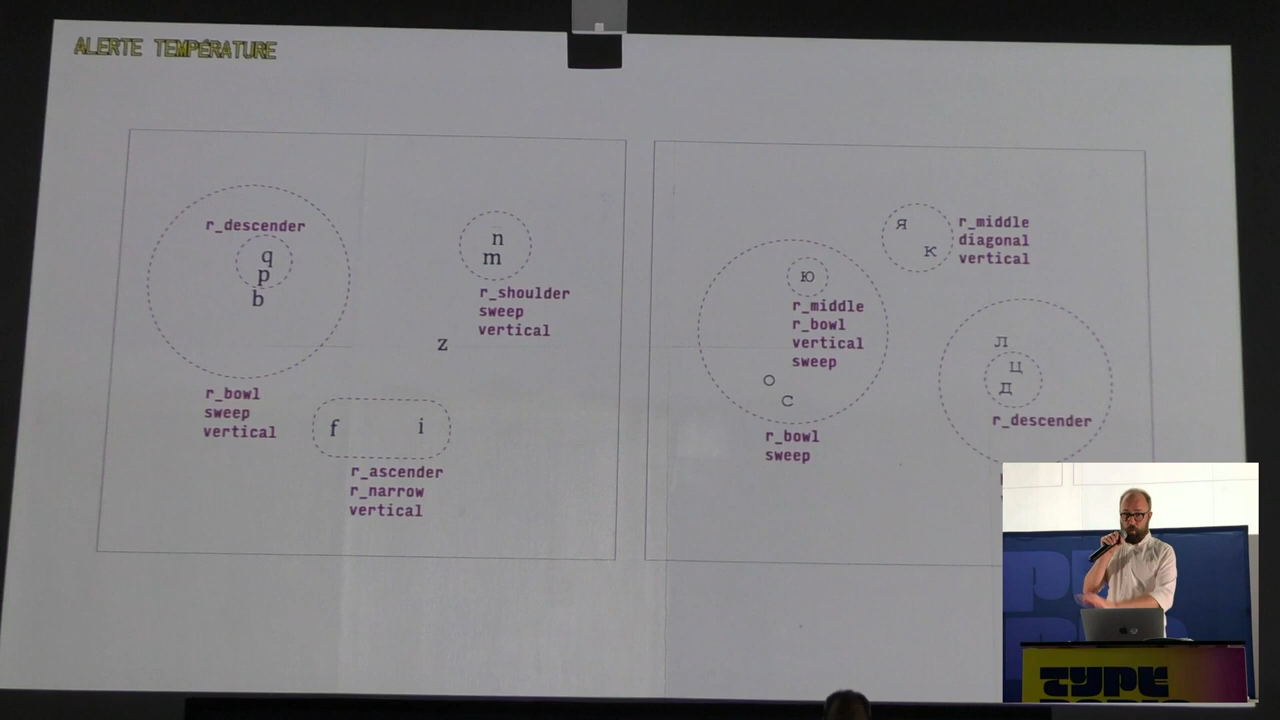 ALERTE TEMPÉRATURE
r_descender
q
p
b
r_bowl
sweep
vertical
n
m
r_shoulder
sweep
vertical
z
f i
r_ascender
r_narrow
vertical
я
к
r_middle
diagonal
vertical
ю
r_middle
r_bowl
vertical
sweep
о
с
r_bowl
sweep
л
ц
д
r_descender
TYPE